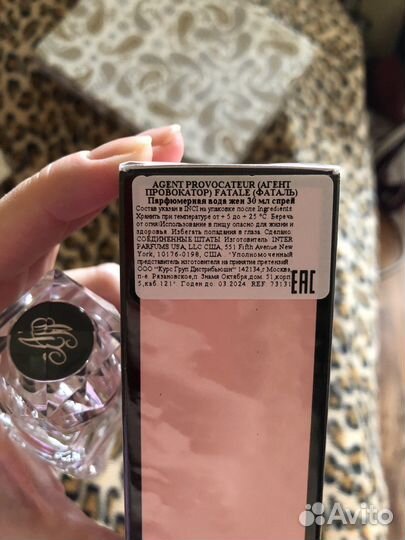 AGENT PROVOCATEUR (АГЕНТ
ПРОВОКАТОР) FATALE (ФАТАЛЬ)
Парфюмерная вода жен 30 мл спрей
Состав указан в INCI на упаковке после Ingredients
Хранить при температуре от + 5 до + 25 °C Беречь
от огня!Использование в пищу опасно для жизни и
здоровья. Избегать попадания в глаза. Сделано
СОЕДИНЕННЫЕ ШТАТЫ. Изготовитель INTER
PARFUMS USA, LLC США, 551 Fifth Avenue New
York, 10176-0198, США "Уполномоченный
представитель изготовителя на принятие претензий
ООО "Курс Груп Дистрибьюшн" 142134,г.Москва,
п-е. Рязановское,п. Знамя Октября,дом. 51,корп.
5,каб. 121". Годен до 03.2024 REF. 73131
EAC
Avito